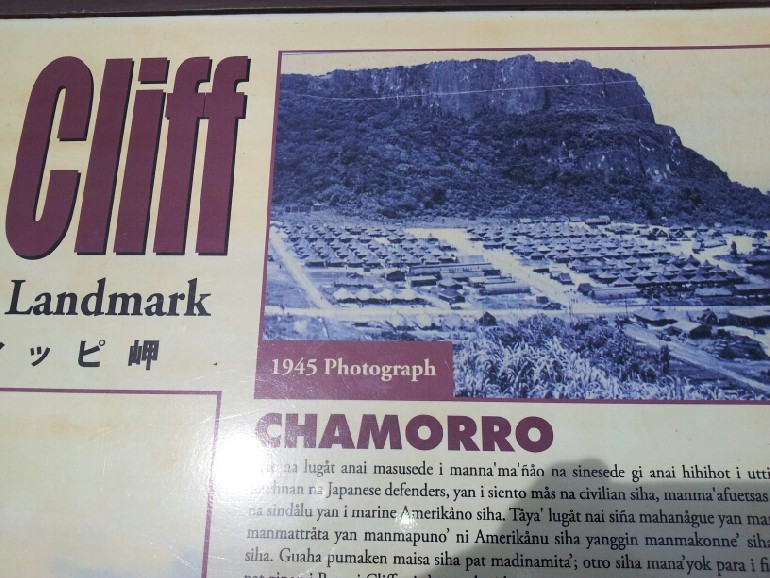 Cliff
Landmark
ッピ岬
1945 Photograph
CHAMORRO
na lugåt anai masusede i manna'ma'ñåo na sinesede gi anai hihihot i utti
na Japanese defenders, yan i siento mås na civilian siha, manma'afuetsas
na sindålu yan i marine Amerikåno siha. Tåya' lugåt nai siña mahanågue yan
manmattråta yan manmapuno' ni Amerikånu siha yanggin manmakonne' siha
siha. Guaha pumaken maisa siha pat madinamita'; otro siha mana'yok para i